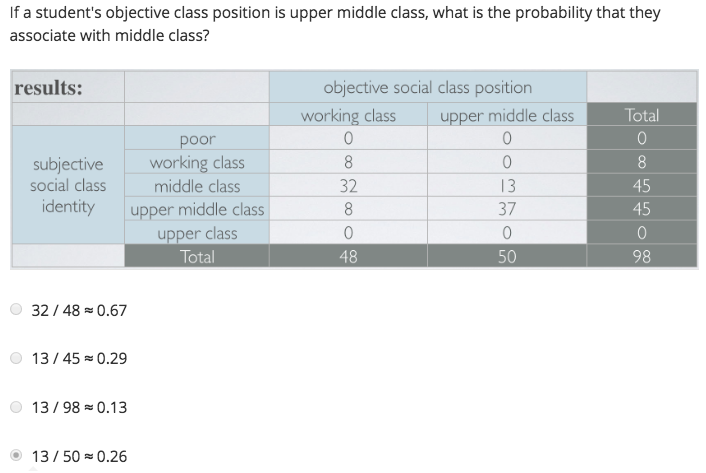 If a student's objective class position is upper middle class, what is the probability that they
associate with middle class?
results: objective social class position
working class upper middle class Total
poor 0 0 0
subjective social class identity working class 8 0 8
middle class 32 13 45
upper middle class 8 37 45
upper class 0 0 0
Total 48 50 98
32 / 48 ≈ 0.67
13 / 45 ≈ 0.29
13 / 98 ≈ 0.13
13 / 50 ≈ 0.26